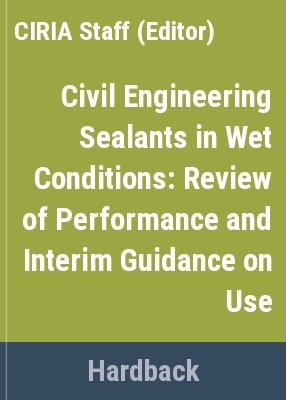 CIRIA Staff (Editor)
Civil Engineering
Sealants in Wet
Conditions: Review
of Performance and
Interim Guidance on
Use
Hardback